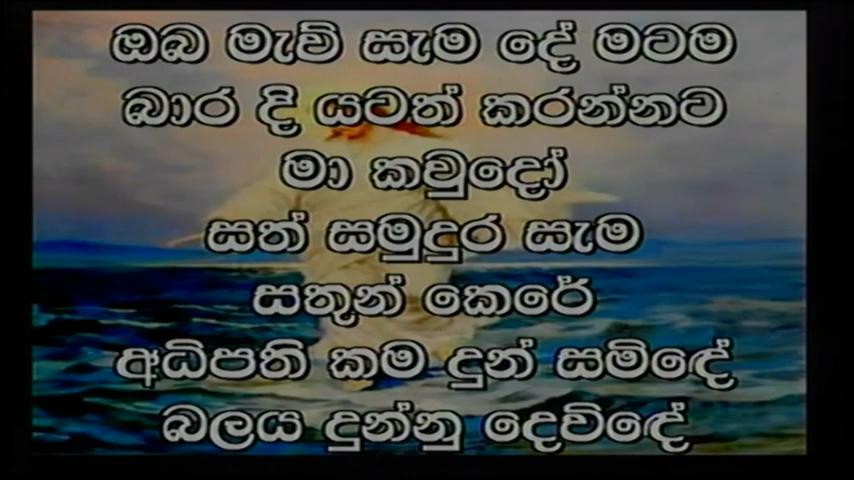 ඔබ මැව් සැම දේ මටම
බාර දි යටත් කරන්නට
මා කවුදෝ
සත් සමුදුර සැම
සතුන් කෙරේ
අධිපති කම දුන් සමිඳේ
බලය දුන්නු දෙව්ඳේ